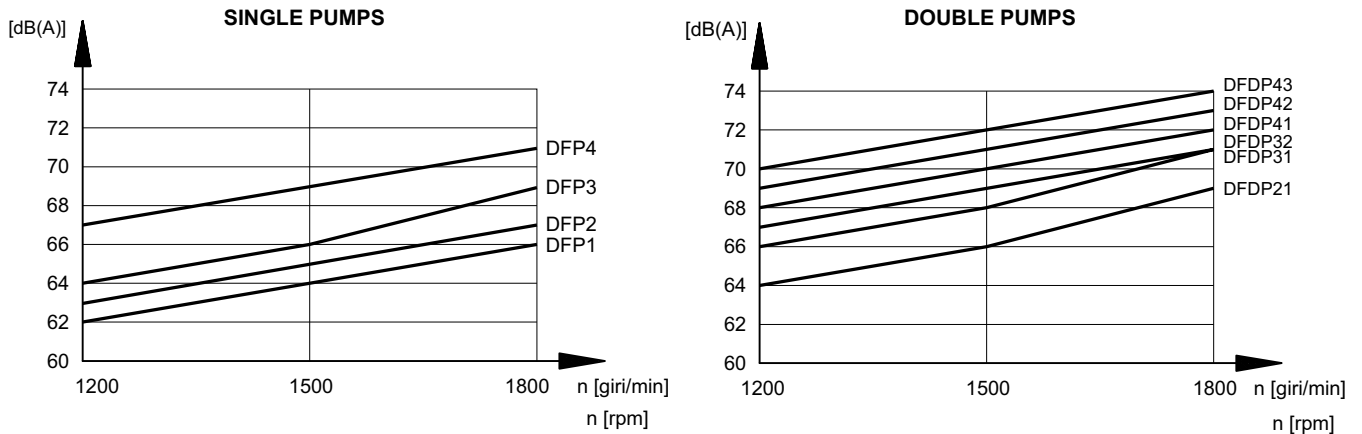 SINGLE PUMPS
[dB(A)]
74
72
70
68
66
64
62
60
DFP4
DFP3
DFP2
DFP1
1200
1500
1800
n [giri/min]
n [rpm]
DOUBLE PUMPS
[dB(A)]
74
72
70
68
66
64
62
60
DFDP43
DFDP42
DFDP41
DFDP32
DFDP31
DFDP21
1200
1500
1800
n [giri/min]
n [rpm]